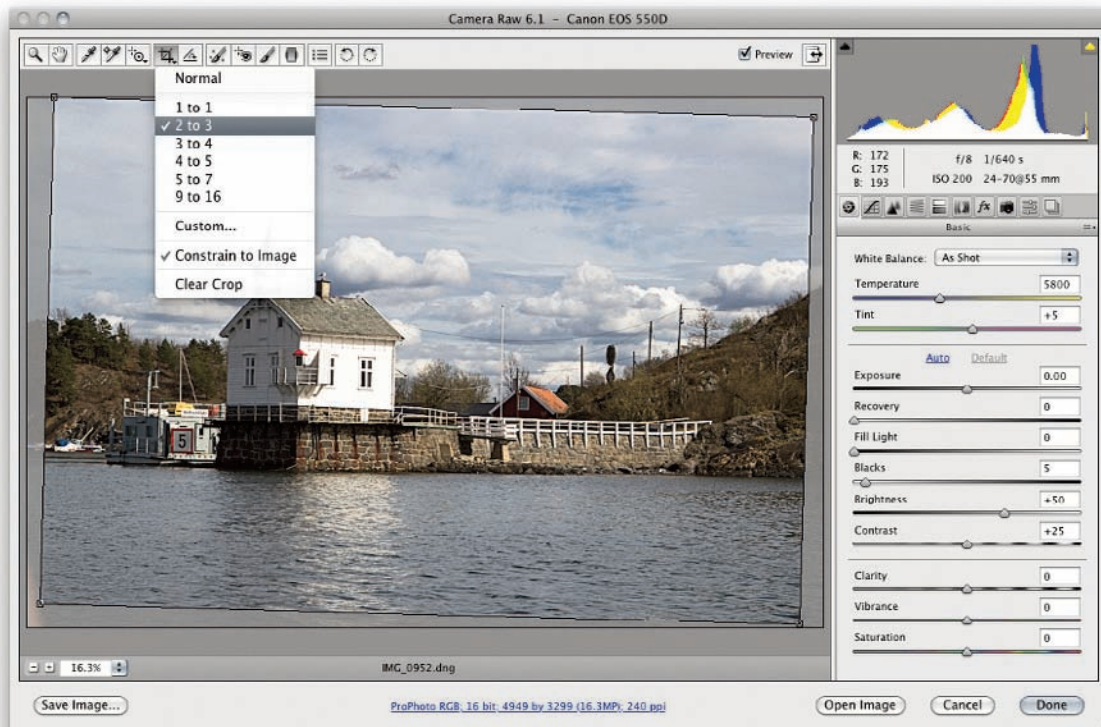 Camera Raw 6.1 – Canon EOS 550D
Preview
Normal
1 to 1
✓ 2 to 3
3 to 4
4 to 5
5 to 7
9 to 16
Custom...
✓ Constrain to Image
Clear Crop
5
R: 172
G: 175
B: 193
f/8 1/640 s
ISO 200 24-70@55 mm
fx
Basic
White Balance: As Shot
Temperature 5800
Tint +5
Auto Default
Exposure 0.00
Recovery 0
Fill Light 0
Blacks 5
Brightness +50
Contrast +25
Clarity 0
Vibrance 0
Saturation 0
16.3%
IMG_0952.dng
Save Image...
ProPhoto RGB; 16 bit; 4949 by 3299 (16.3MP); 240 ppi
Open Image
Cancel
Done